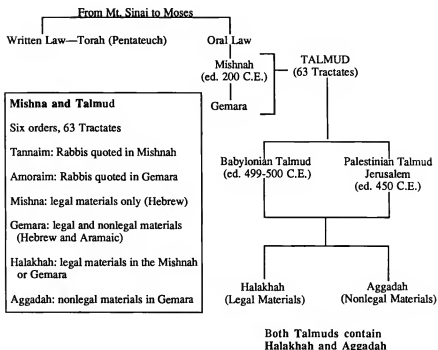 From Mt. Sinai to Moses
Written Law—Torah (Pentateuch)
Oral Law
Mishnah
(ed. 200 C.E.)
Gemara
TALMUD
(63 Tractates)
Mishna and Talmud
Six orders, 63 Tractates
Tannaim: Rabbis quoted in Mishnah
Amoraim: Rabbis quoted in Gemara
Mishna: legal materials only (Hebrew)
Gemara: legal and nonlegal materials
(Hebrew and Aramaic)
Halakhah: legal materials in the Mishnah
or Gemara
Aggadah: nonlegal materials in Gemara
Babylonian Talmud
(ed. 499-500 C.E.)
Palestinian Talmud
Jerusalem
(ed. 450 C.E.)
Halakhah
(Legal Materials)
Aggadah
(Nonlegal Materials)
Both Talmuds contain
Halakhah and Aggadah